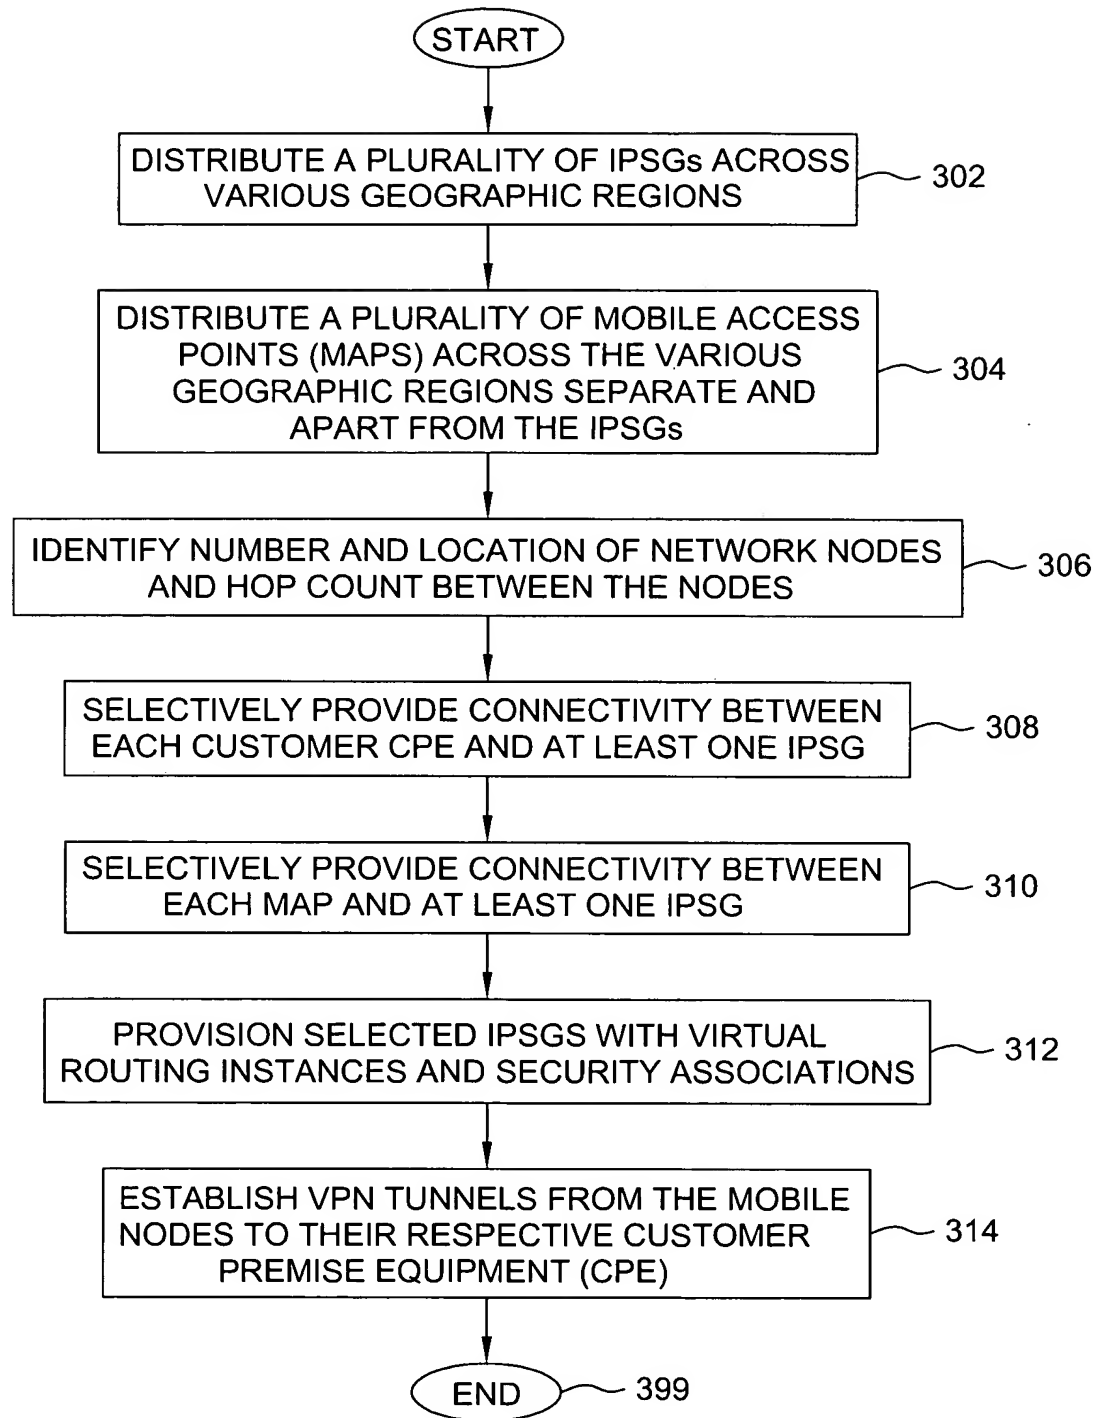 START
DISTRIBUTE A PLURALITY OF IPSGs ACROSS
VARIOUS GEOGRAPHIC REGIONS
302
DISTRIBUTE A PLURALITY OF MOBILE ACCESS
POINTS (MAPS) ACROSS THE VARIOUS
GEOGRAPHIC REGIONS SEPARATE AND
APART FROM THE IPSGs
304
IDENTIFY NUMBER AND LOCATION OF NETWORK NODES
AND HOP COUNT BETWEEN THE NODES
306
SELECTIVELY PROVIDE CONNECTIVITY BETWEEN
EACH CUSTOMER CPE AND AT LEAST ONE IPSG
308
SELECTIVELY PROVIDE CONNECTIVITY BETWEEN
EACH MAP AND AT LEAST ONE IPSG
310
PROVISION SELECTED IPSGS WITH VIRTUAL
ROUTING INSTANCES AND SECURITY ASSOCIATIONS
312
ESTABLISH VPN TUNNELS FROM THE MOBILE
NODES TO THEIR RESPECTIVE CUSTOMER
PREMISE EQUIPMENT (CPE)
314
END
399